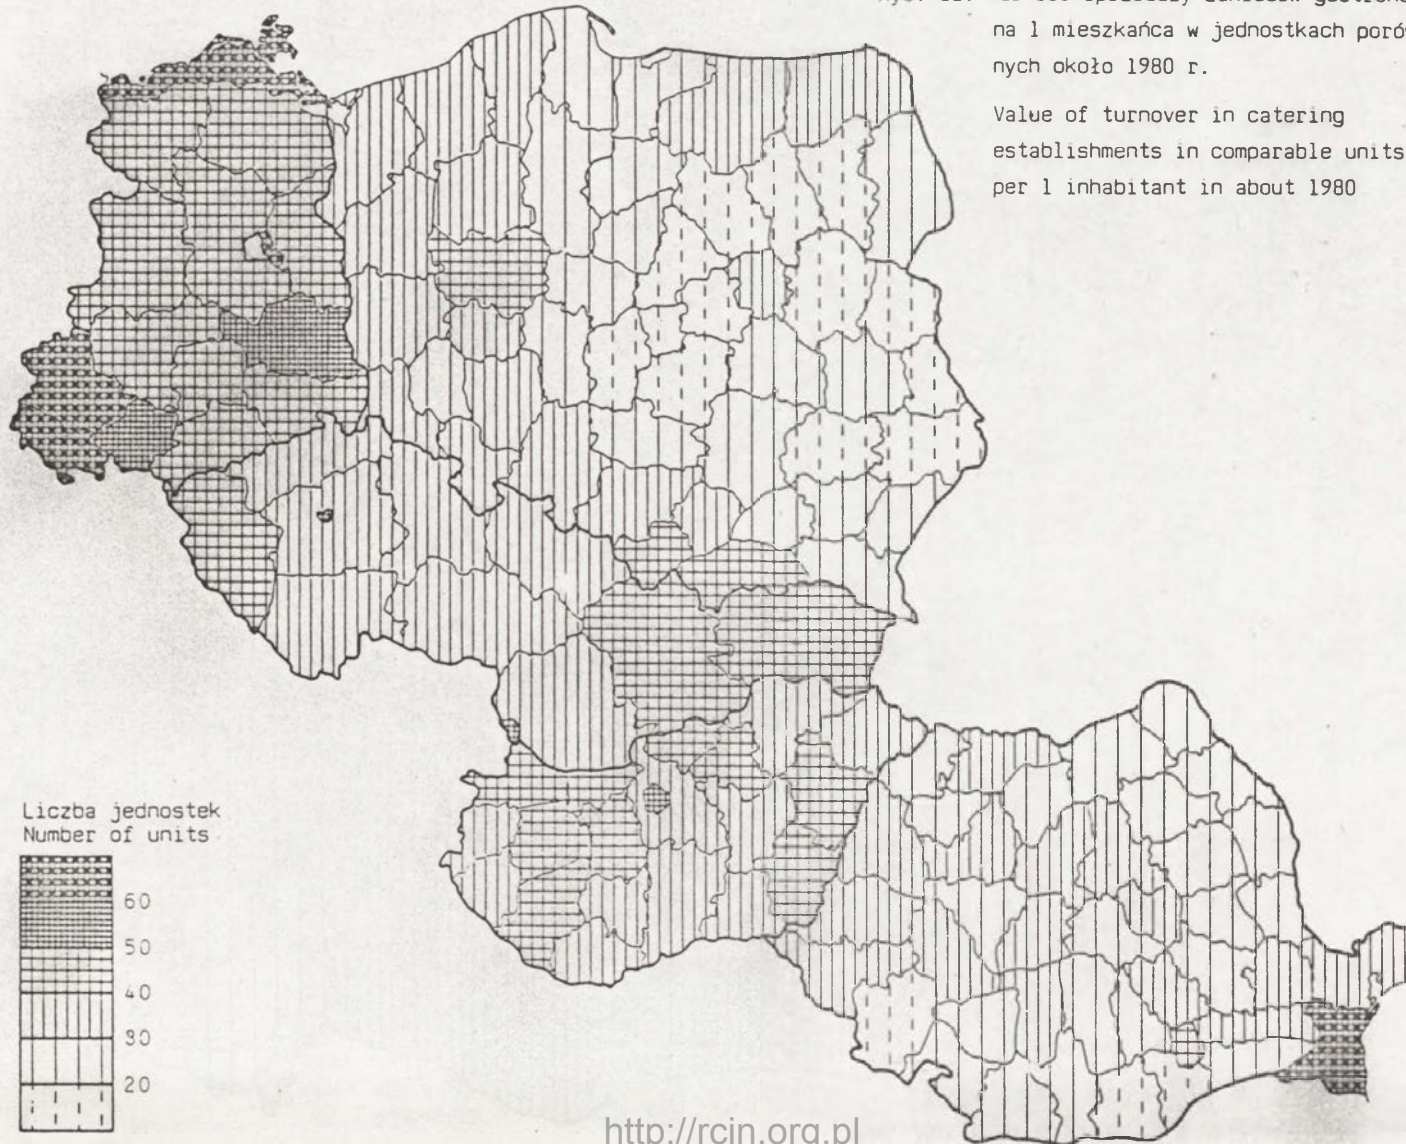 na 1 mieszkańca w jednostkach porów
nych około 1980 r.
Value of turnover in catering
establishments in comparable units
per 1 inhabitant in about 1980
Liczba jednostek
Number of units
60
50
40
30
20
http://rcin.org.pl